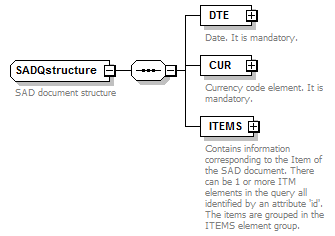 DTE
Date. It is mandatory.
SADQstructure
SAD document structure
CUR
Currency code element. It is
mandatory.
ITEMS
Contains information
corresponding to the Item of
the SAD document. There
can be 1 or more ITM
elements in the query all
identified by an attribute 'id'.
The items are grouped in the
ITEMS element group.